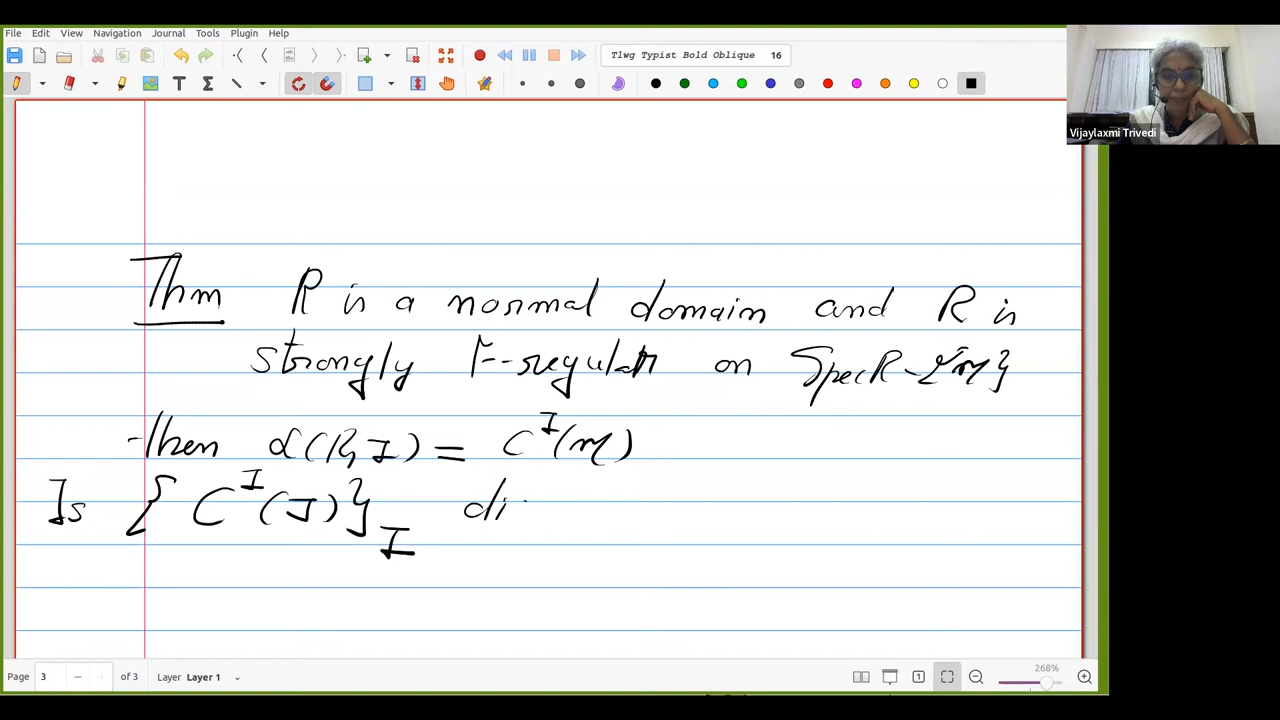 File Edit View Navigation Journal Tools Plugin Help
Tlwg Typist Bold Oblique 16
Vijaylaxmi Trivedi
Thm R is a normal domain and R is
strongly F-regular on Spec R - {m}
Then α(R, I) = C^I(m)
Is {C^I(J)}_I di
Page 3 of 3 Layer Layer 1 268%